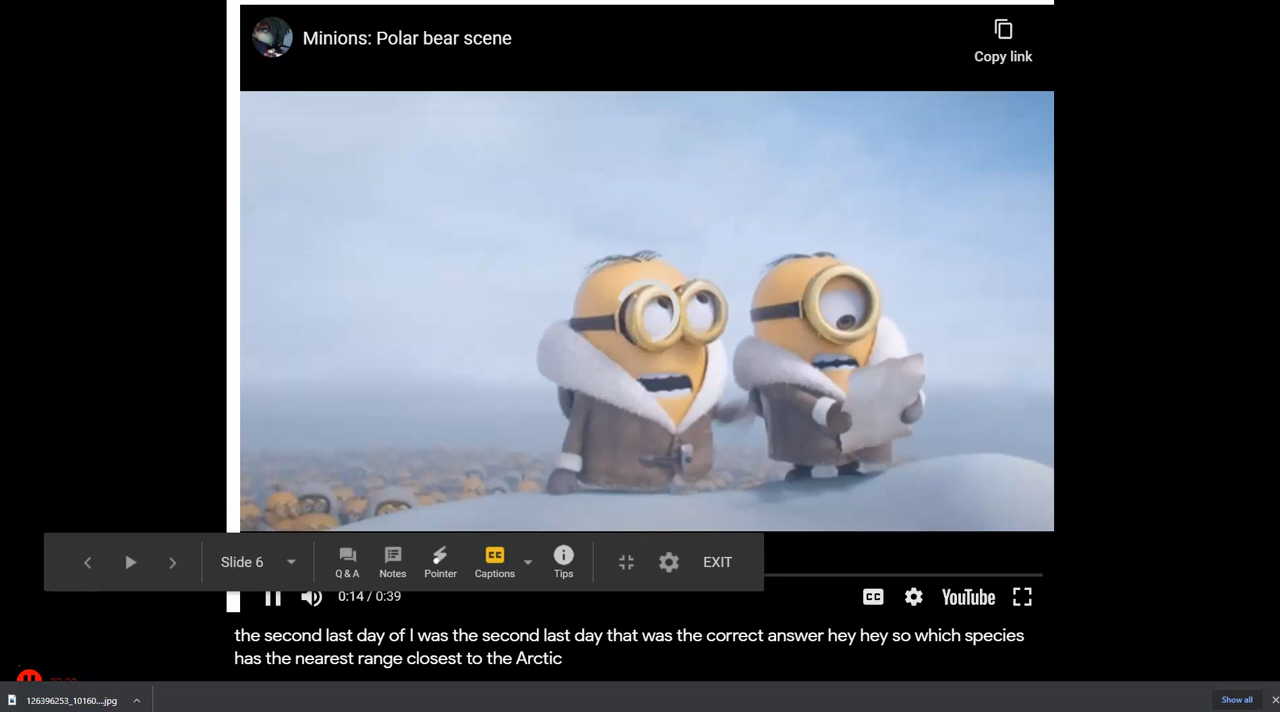 Minions: Polar bear scene
Copy link
Slide 6
Q & A
Notes
CC
Pointer
Captions
i
Tips
EXIT
0:14 / 0:39
CC
YouTube
the second last day of I was the second last day that was the correct answer hey hey so which species
has the nearest range closest to the Arctic
126396253_10160....jpg
Show all